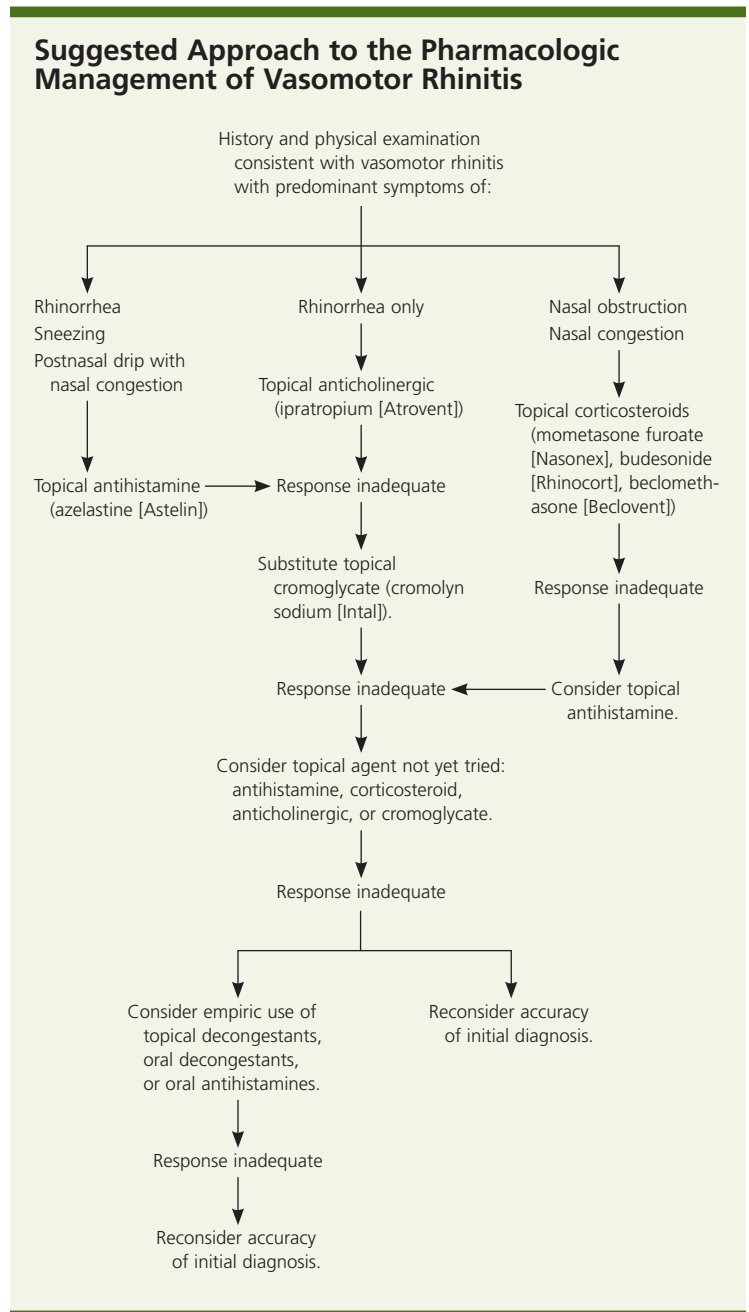 Suggested Approach to the Pharmacologic
Management of Vasomotor Rhinitis
History and physical examination
consistent with vasomotor rhinitis
with predominant symptoms of:
Rhinorrhea
Sneezing
Postnasal drip with
nasal congestion
Rhinorrhea only
Nasal obstruction
Nasal congestion
Topical anticholinergic
(ipratropium [Atrovent])
Topical corticosteroids
(mometasone furoate
[Nasonex], budesonide
[Rhinocort], beclometh-
asone [Beclovent])
Topical antihistamine
(azelastine [Astelin])
Response inadequate
Substitute topical
cromoglycate (cromolyn
sodium [Intal]).
Response inadequate
Response inadequate
Consider topical
antihistamine.
Consider topical agent not yet tried:
antihistamine, corticosteroid,
anticholinergic, or cromoglycate.
Response inadequate
Consider empiric use of
topical decongestants,
oral decongestants,
or oral antihistamines.
Reconsider accuracy
of initial diagnosis.
Response inadequate
Reconsider accuracy
of initial diagnosis.